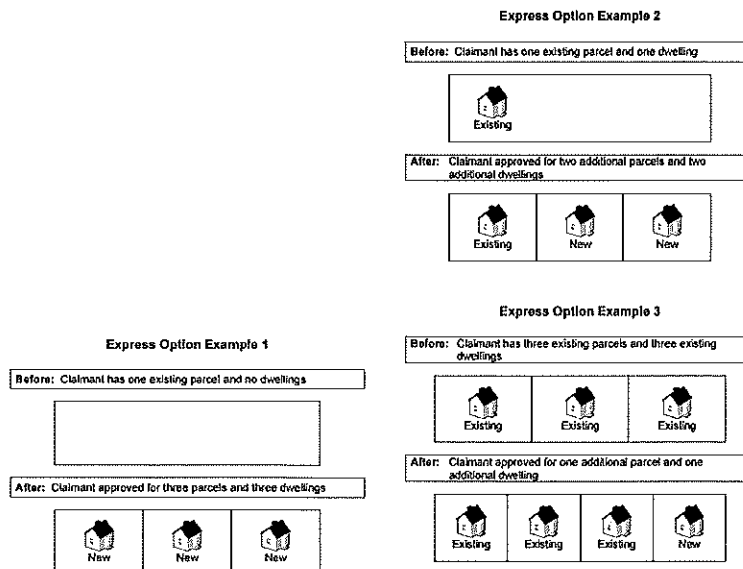 Express Option Example 1
Before: Claimant has one existing parcel and no dwellings
After: Claimant approved for three parcels and three dwellings
New New New
Express Option Example 2
Before: Claimant has one existing parcel and one dwelling
Existing
After: Claimant approved for two additional parcels and two
additional dwellings
Existing New New
Express Option Example 3
Before: Claimant has three existing parcels and three existing
dwellings
Existing Existing Existing
After: Claimant approved for one additional parcel and one
additional dwelling
Existing Existing Existing New